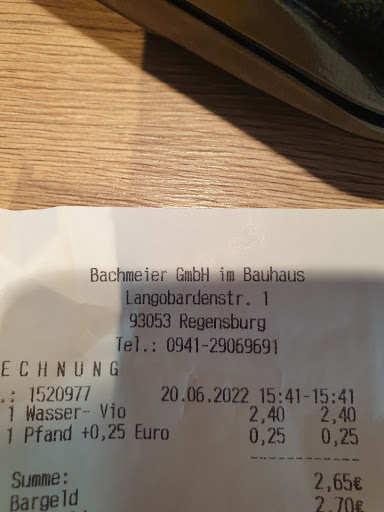 Bachmeier GmbH im Bauhaus
Langobardenstr. 1
93053 Regensburg
Tel.: 0941-29069691
ECHNUNG
.: 1520977 20.06.2022 15:41-15:41
1 Wasser- Vio 2,40 2,40
1 Pfand +0,25 Euro 0,25 0,25
----------------
Summe: 2,65€
Bargeld 2,70€